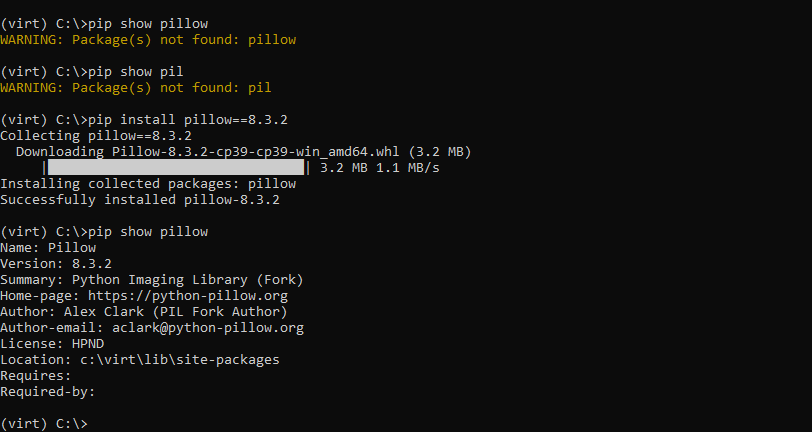 (virt) C:\>pip show pillow
WARNING: Package(s) not found: pillow
(virt) C:\>pip show pil
WARNING: Package(s) not found: pil
(virt) C:\>pip install pillow==8.3.2
Collecting pillow==8.3.2
Downloading Pillow-8.3.2-cp39-cp39-win_amd64.whl (3.2 MB)
|████████████████████████████████| 3.2 MB 1.1 MB/s
Installing collected packages: pillow
Successfully installed pillow-8.3.2
(virt) C:\>pip show pillow
Name: Pillow
Version: 8.3.2
Summary: Python Imaging Library (Fork)
Home-page: https://python-pillow.org
Author: Alex Clark (PIL Fork Author)
Author-email: aclark@python-pillow.org
License: HPND
Location: c:\virt\lib\site-packages
Requires:
Required-by:
(virt) C:\>